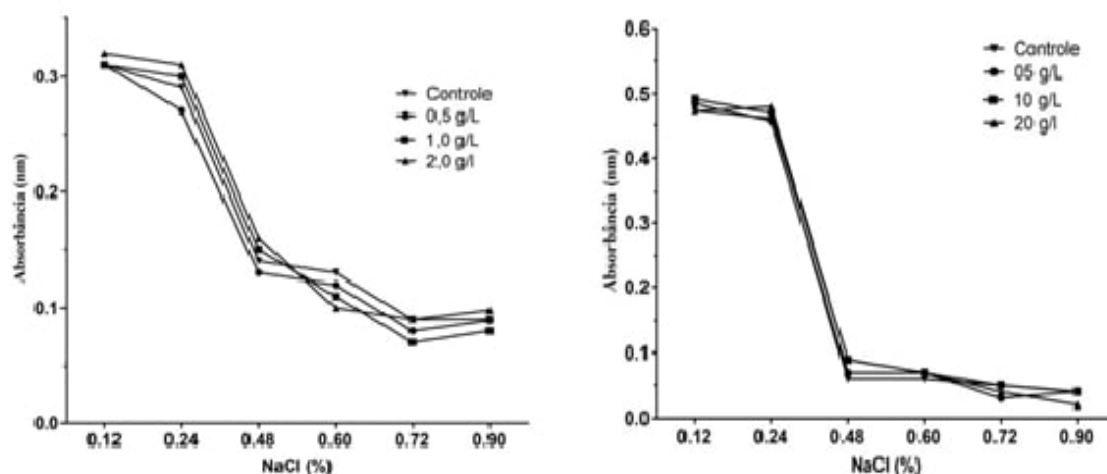 Absorbância (nm)
0.3
0.2
0.1
0.0
Controle
0,5 g/L
1,0 g/L
2,0 g/l
0.12 0.24 0.48 0.60 0.72 0.90
NaCl (%)
Absorbância (nm)
0.6
0.5
0.4
0.3
0.2
0.1
0.0
Controle
05 g/L
10 g/L
20 g/l
0.12 0.24 0.48 0.60 0.72 0.90
NaCl (%)